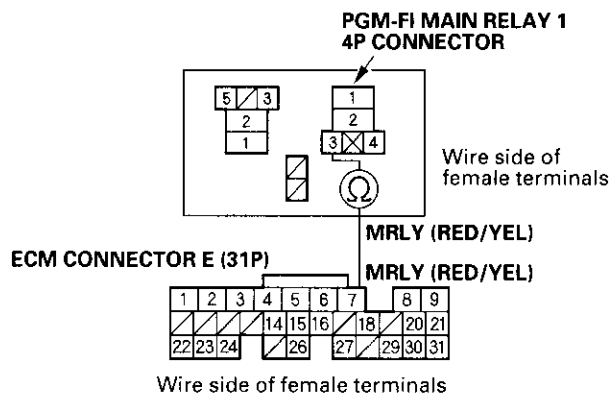 PGM-FI MAIN RELAY 1
4P CONNECTOR
5 3 1
2 2
1 3 4
Wire side of
female terminals
Ω
MRLY (RED/YEL)
ECM CONNECTOR E (31P)
MRLY (RED/YEL)
1 2 3 4 5 6 7 8 9
14 15 16 18 20 21
22 23 24 26 27 29 30 31
Wire side of female terminals